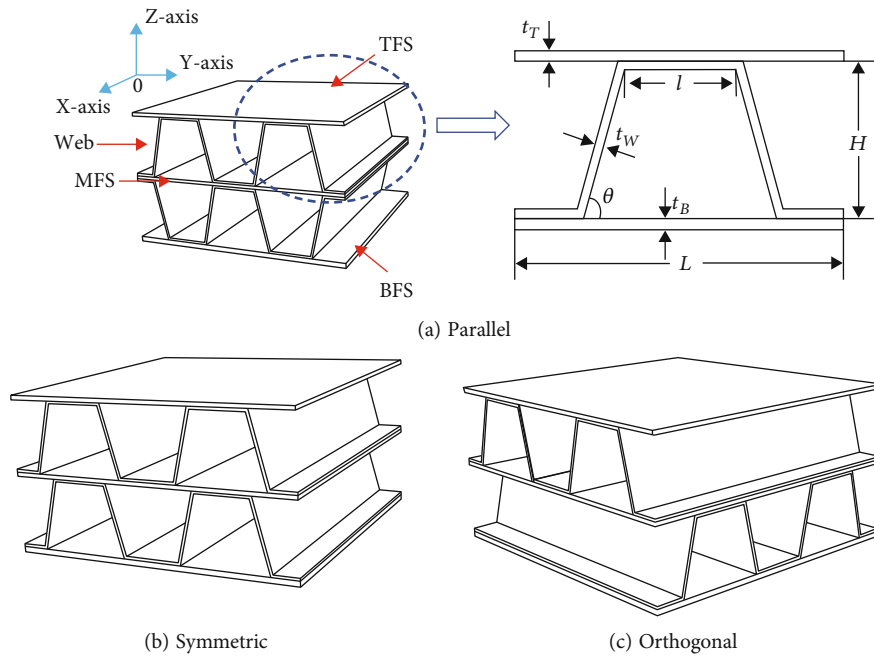 Z-axis
Y-axis
0
X-axis
TFS
Web
MFS
BFS
t_T
l
t_W
H
θ
t_B
L
(a) Parallel
(b) Symmetric
(c) Orthogonal